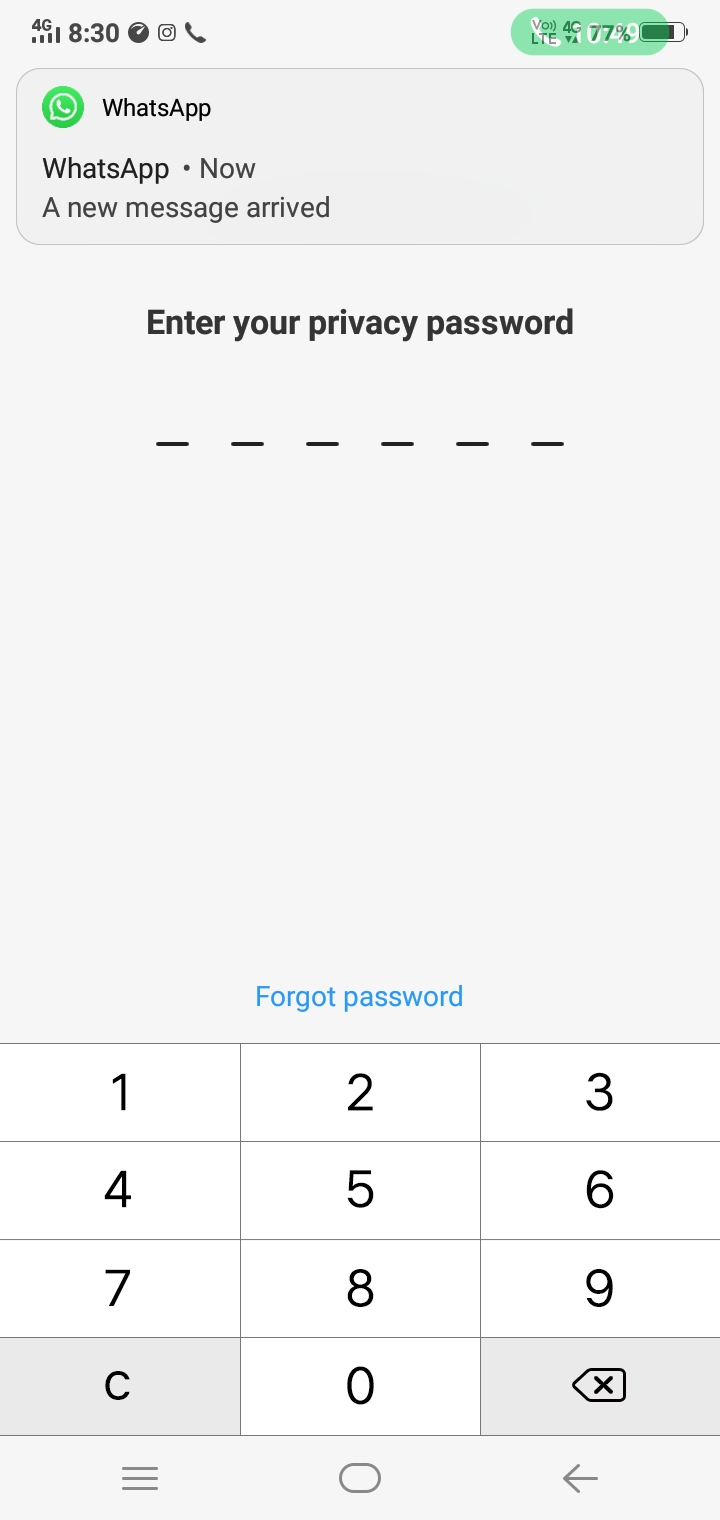 4G 8:30
Vo)) LTE 4G 77%
WhatsApp
WhatsApp • Now
A new message arrived
Enter your privacy password
Forgot password
1 2 3
4 5 6
7 8 9
C 0